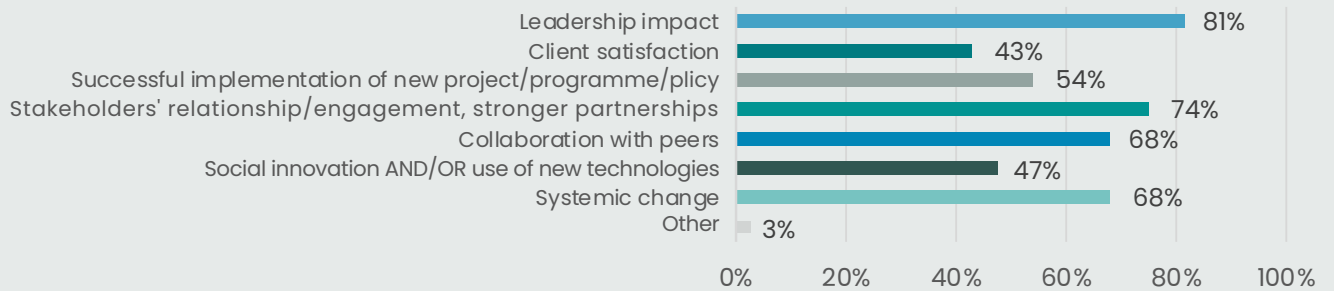 Leadership impact 81%
Client satisfaction 43%
Successful implementation of new project/programme/plicy 54%
Stakeholders' relationship/engagement, stronger partnerships 74%
Collaboration with peers 68%
Social innovation AND/OR use of new technologies 47%
Systemic change 68%
Other 3%
0% 20% 40% 60% 80% 100%